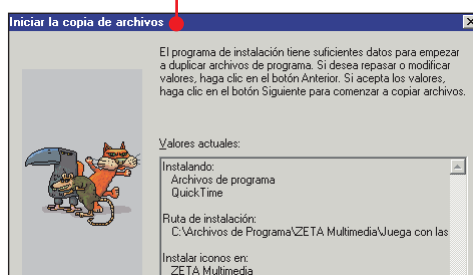 Iniciar la copia de archivos
El programa de instalación tiene suficientes datos para empezar
a duplicar archivos de programa. Si desea repasar o modificar
valores, haga clic en el botón Anterior. Si acepta los valores,
haga clic en el botón Siguiente para comenzar a copiar archivos.
Valores actuales:
Instalando:
Archivos de programa
QuickTime
Ruta de instalación:
C:\Archivos de Programa\ZETA Multimedia\Juega con las
Instalar iconos en:
ZETA Multimedia